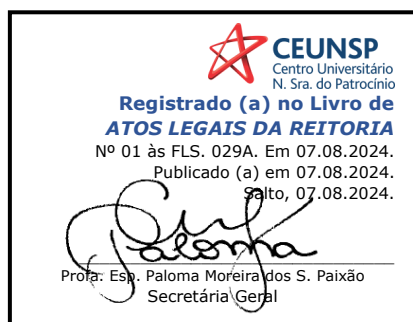 CEUNSP
Centro Universitário
N. Sra. do Patrocínio
Registrado (a) no Livro de
ATOS LEGAIS DA REITORIA
Nº 01 às FLS. 029A. Em 07.08.2024.
Publicado (a) em 07.08.2024.
Salto, 07.08.2024.
Paloma
Profa. Esp. Paloma Moreira dos S. Paixão
Secretária Geral